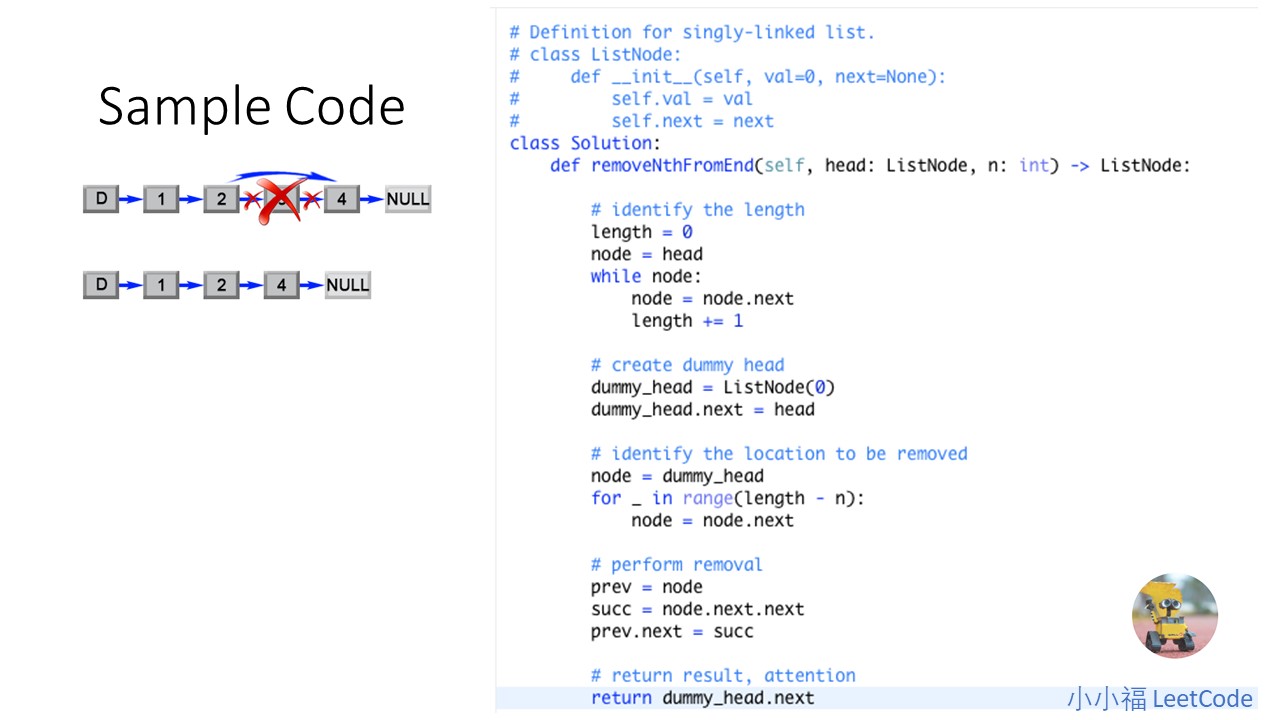 Sample Code
D 1 2 4 NULL
D 1 2 4 NULL
# Definition for singly-linked list.
# class ListNode:
#     def __init__(self, val=0, next=None):
#         self.val = val
#         self.next = next
class Solution:
    def removeNthFromEnd(self, head: ListNode, n: int) -> ListNode:
        # identify the length
        length = 0
        node = head
        while node:
            node = node.next
            length += 1
        # create dummy head
        dummy_head = ListNode(0)
        dummy_head.next = head
        # identify the location to be removed
        node = dummy_head
        for _ in range(length - n):
            node = node.next
        # perform removal
        prev = node
        succ = node.next.next
        prev.next = succ
        # return result, attention
        return dummy_head.next
小小福 LeetCode